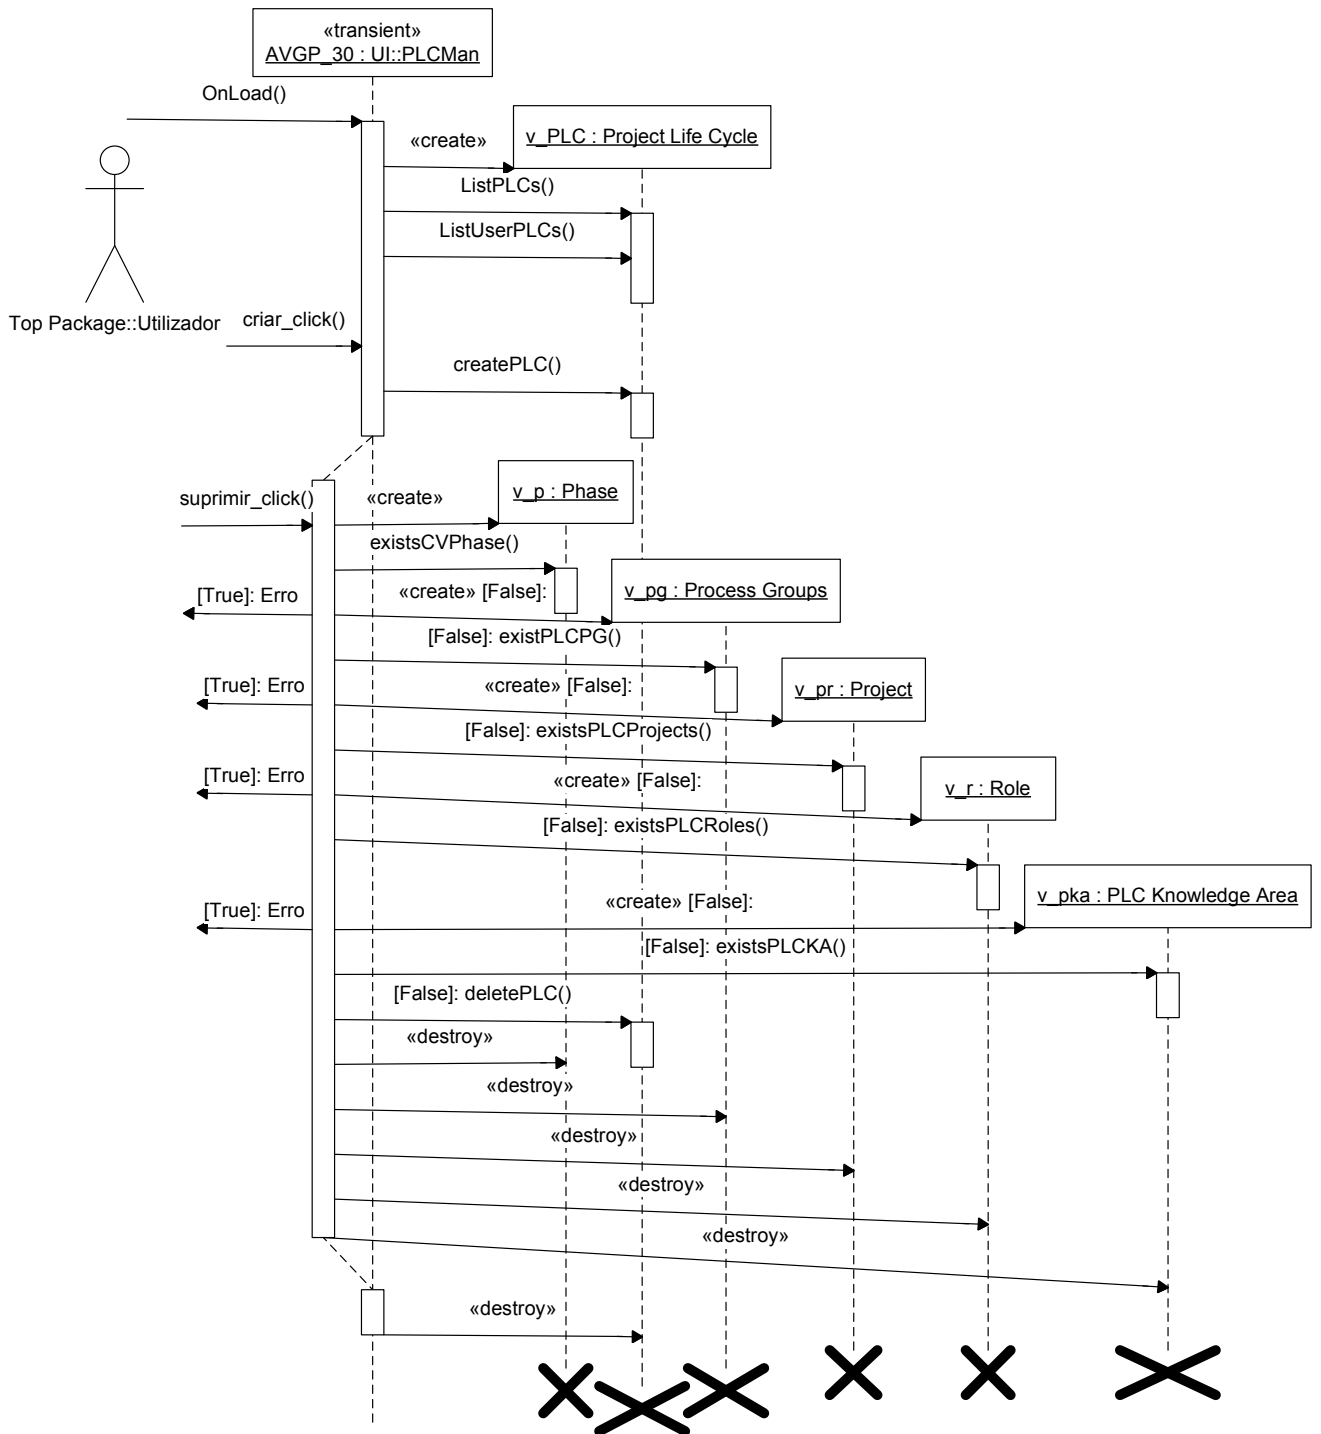 «transient»
AVGP_30 : UI::PLCMan
OnLoad()
«create»
v_PLC : Project Life Cycle
ListPLCs()
ListUserPLCs()
Top Package::Utilizador
criar_click()
createPLC()
suprimir_click()
«create»
v_p : Phase
existsCVPhase()
«create» [False]:
v_pg : Process Groups
[True]: Erro
[False]: existPLCPG()
[True]: Erro
«create» [False]:
v_pr : Project
[False]: existsPLCProjects()
[True]: Erro
«create» [False]:
v_r : Role
[False]: existsPLCRoles()
[True]: Erro
«create» [False]:
v_pka : PLC Knowledge Area
[False]: existsPLCKA()
[False]: deletePLC()
«destroy»
«destroy»
«destroy»
«destroy»
«destroy»
«destroy»